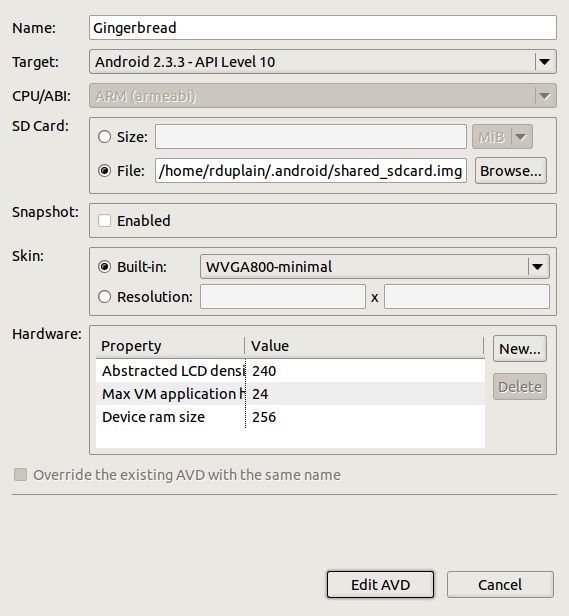 Name: Gingerbread
Target: Android 2.3.3 - API Level 10
CPU/ABI: ARM (armeabi)
SD Card:
Size: MiB
File: /home/rduplain/.android/shared_sdcard.img Browse...
Snapshot:
Enabled
Skin:
Built-in: WVGA800-minimal
Resolution: x
Hardware:
Property Value
New...
Abstracted LCD densi 240
Delete
Max VM application h 24
Device ram size 256
Override the existing AVD with the same name
Edit AVD Cancel